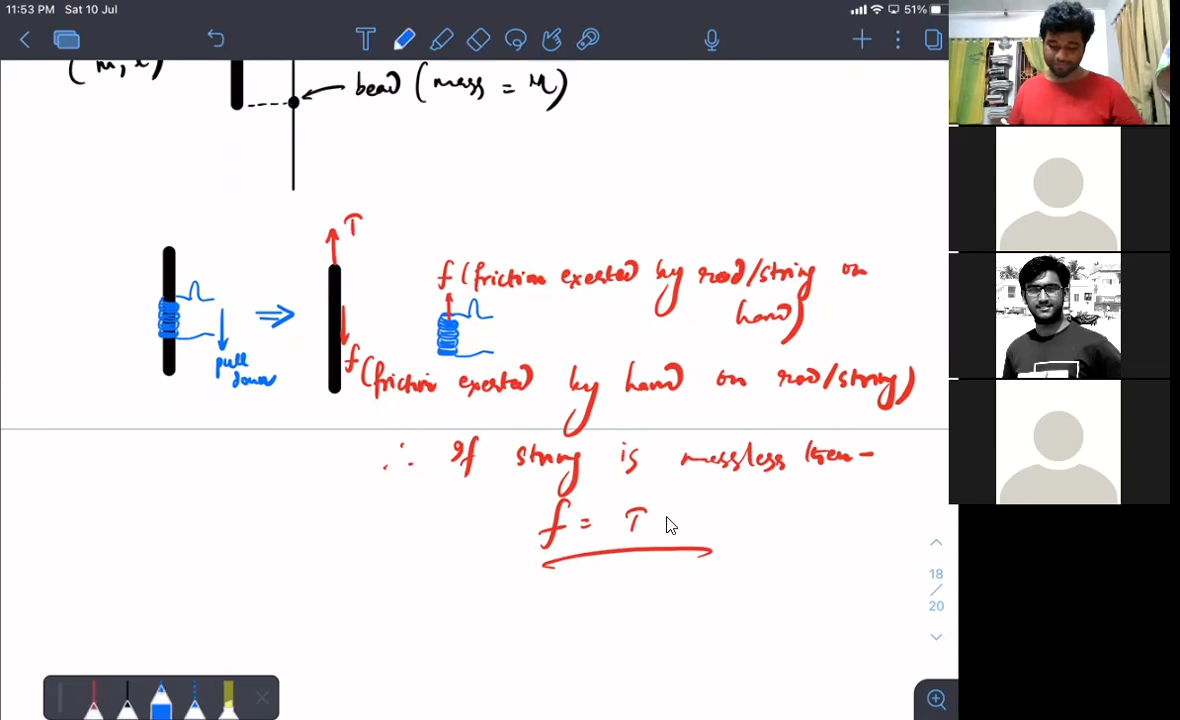 11:53 PM Sat 10 Jul
51%
bead (mass = M)
T
f (friction exerted by rod/string on
hand)
pull
down
f (friction exerted by hand on rod/string)
∴ If string is messless then-
f = T
18
/
20